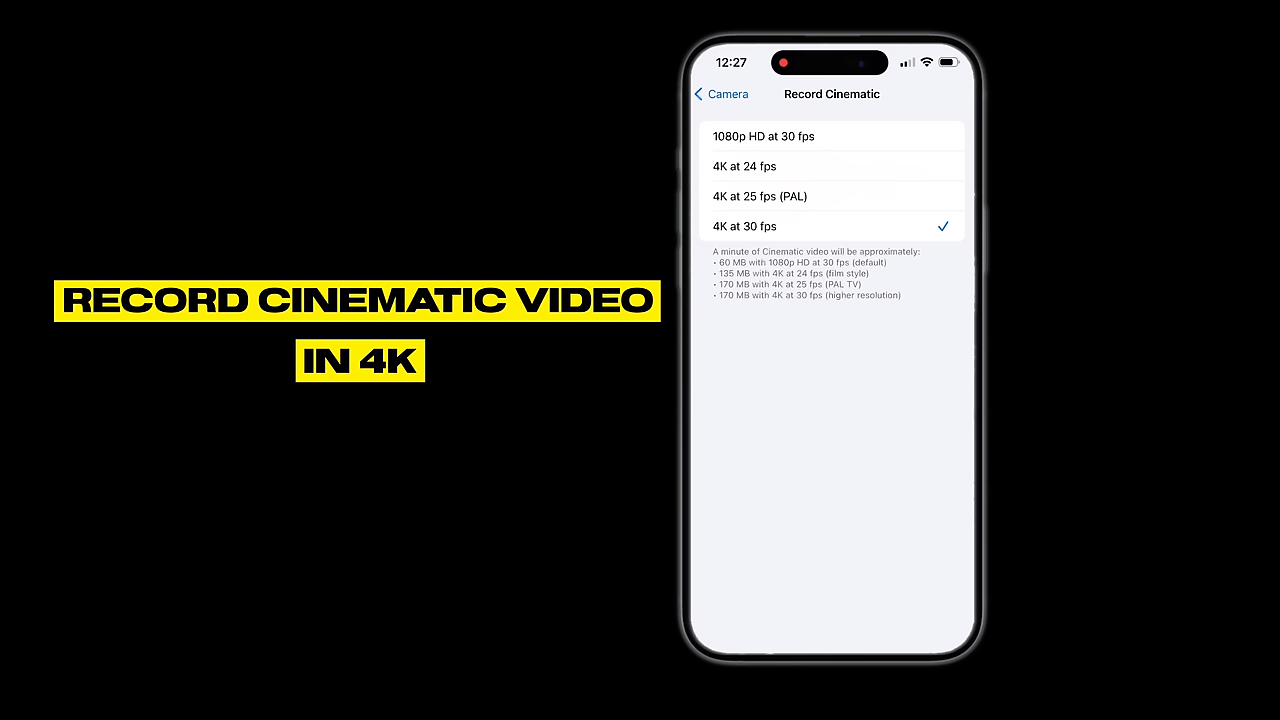 RECORD CINEMATIC VIDEO
IN 4K
12:27
Camera
Record Cinematic
1080p HD at 30 fps
4K at 24 fps
4K at 25 fps (PAL)
4K at 30 fps
A minute of Cinematic video will be approximately:
• 60 MB with 1080p HD at 30 fps (default)
• 135 MB with 4K at 24 fps (film style)
• 170 MB with 4K at 25 fps (PAL TV)
• 170 MB with 4K at 30 fps (higher resolution)